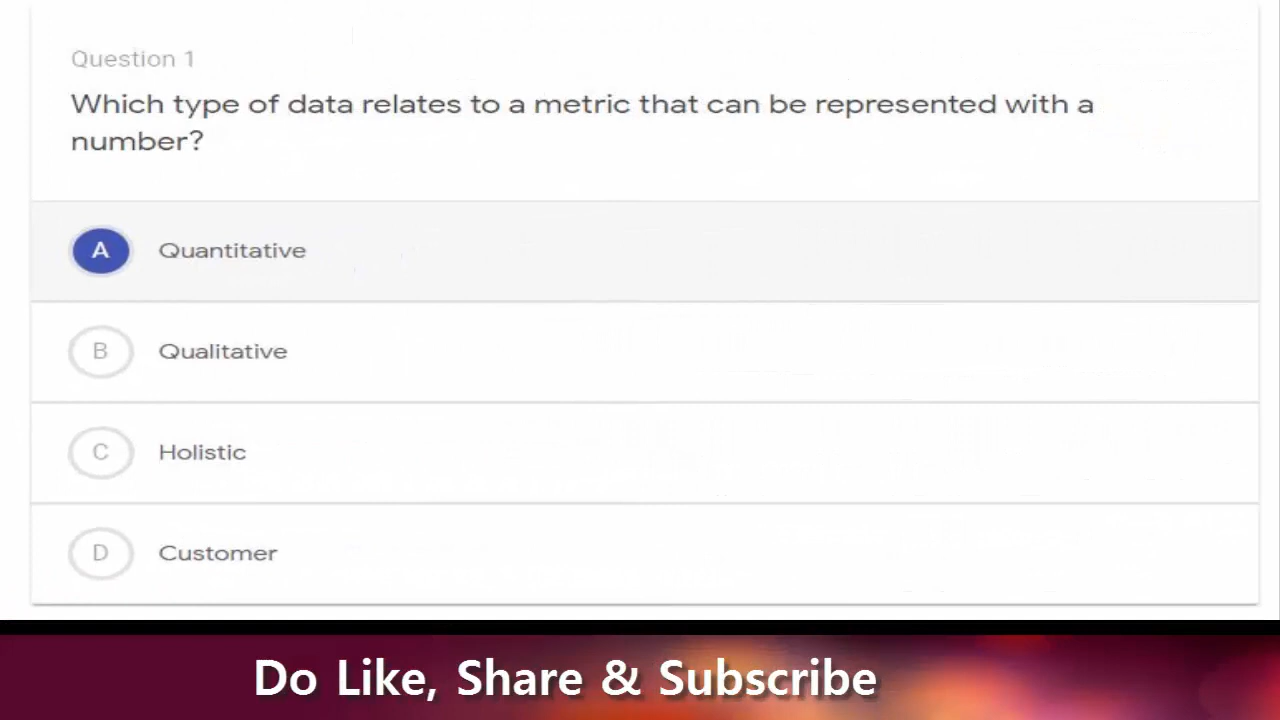 Question 1
Which type of data relates to a metric that can be represented with a
number?
A Quantitative
B Qualitative
C Holistic
D Customer
Do Like, Share & Subscribe